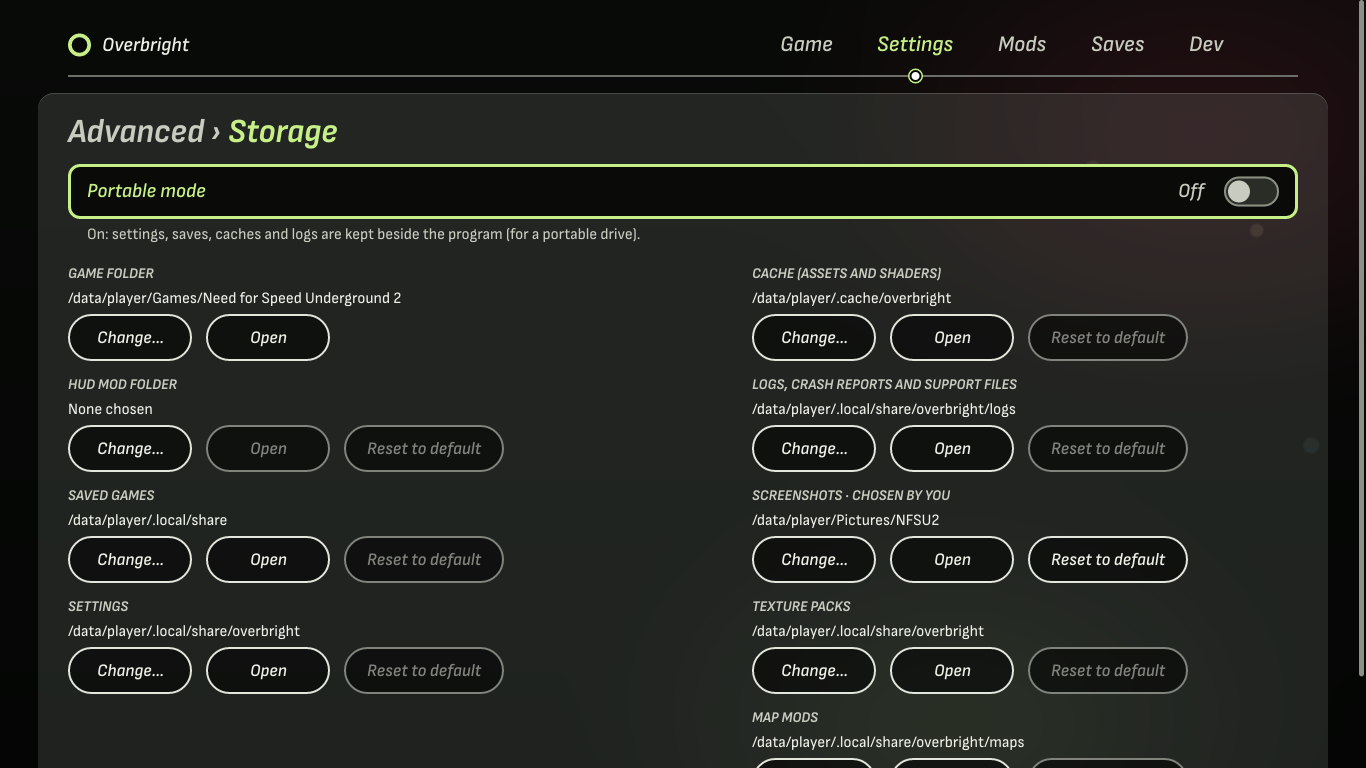 Overbright
Game Settings Mods Saves Dev
Advanced › Storage
Portable mode Off
On: settings, saves, caches and logs are kept beside the program (for a portable drive).
GAME FOLDER
/data/player/Games/Need for Speed Underground 2
Change... Open
HUD MOD FOLDER
None chosen
Change... Open Reset to default
SAVED GAMES
/data/player/.local/share
Change... Open Reset to default
SETTINGS
/data/player/.local/share/overbright
Change... Open Reset to default
CACHE (ASSETS AND SHADERS)
/data/player/.cache/overbright
Change... Open Reset to default
LOGS, CRASH REPORTS AND SUPPORT FILES
/data/player/.local/share/overbright/logs
Change... Open Reset to default
SCREENSHOTS · CHOSEN BY YOU
/data/player/Pictures/NFSU2
Change... Open Reset to default
TEXTURE PACKS
/data/player/.local/share/overbright
Change... Open Reset to default
MAP MODS
/data/player/.local/share/overbright/maps